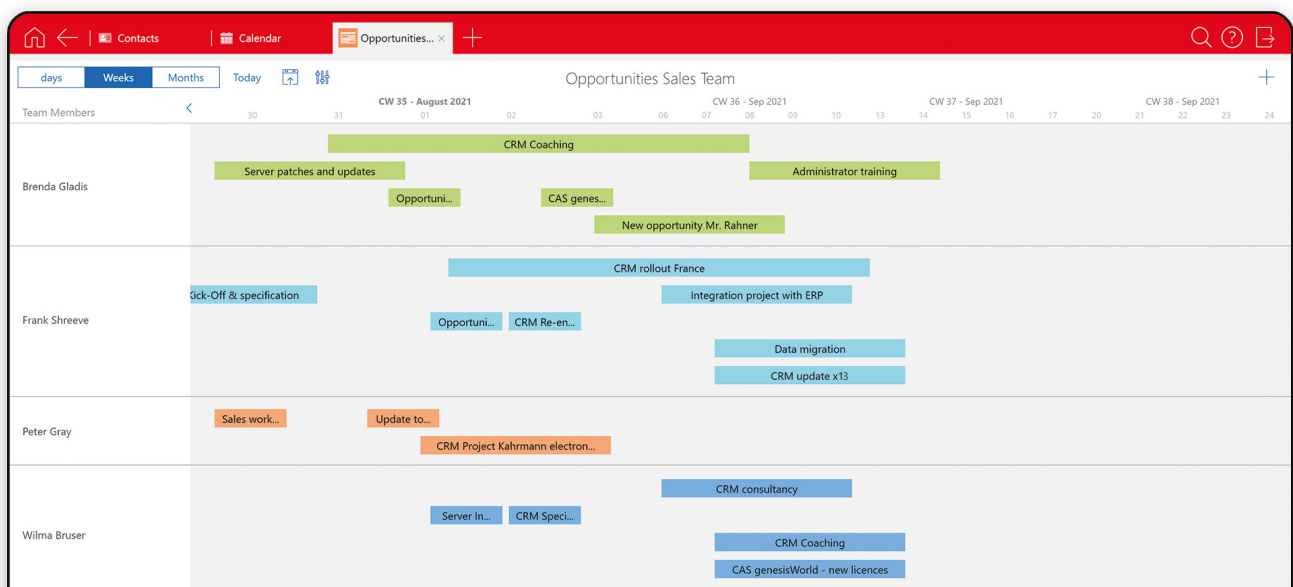 Contacts
Calendar
Opportunities...
days Weeks Months Today
Opportunities Sales Team
Team Members
CW 35 - August 2021 CW 36 - Sep 2021 CW 37 - Sep 2021 CW 38 - Sep 2021
30 31 01 02 03 06 07 08 09 10 13 14 15 16 17 20 21 22 23 24
Brenda Gladis
CRM Coaching
Server patches and updates Administrator training
Opportuni... CAS genes...
New opportunity Mr. Rahner
Frank Shreeve
CRM rollout France
Kick-Off & specification Integration project with ERP
Opportuni... CRM Re-en...
Data migration
CRM update x13
Peter Gray
Sales work... Update to...
CRM Project Kahrmann electron...
Wilma Bruser
CRM consultancy
Server In... CRM Speci...
CRM Coaching
CAS genesisWorld - new licences